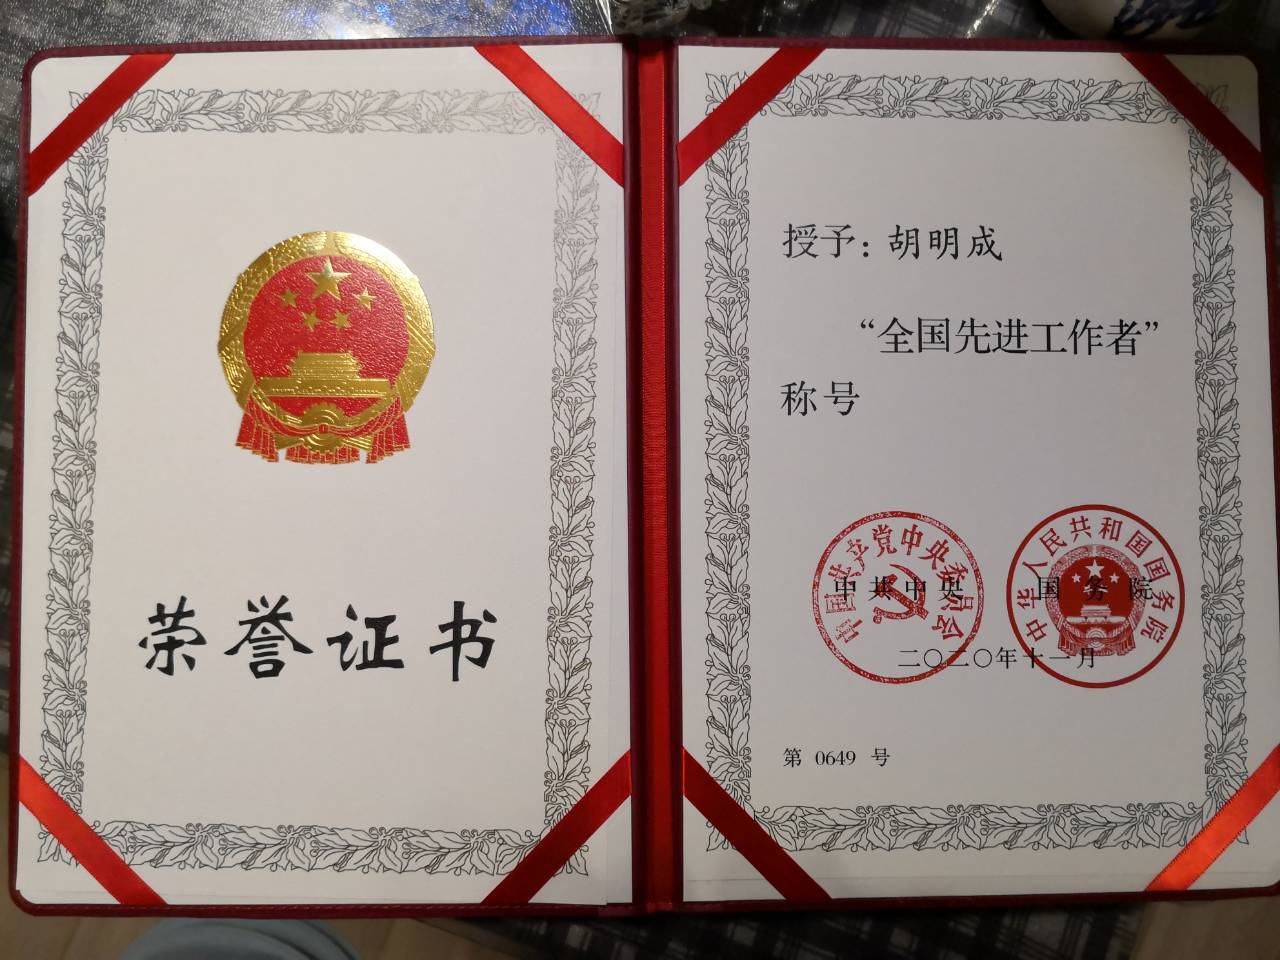 荣誉证书
授予：胡明成
“全国先进工作者”
称号
中国共产党中央委员会
中共中央
中华人民共和国国务院
国务院
二〇二〇年十一月
第 0649 号